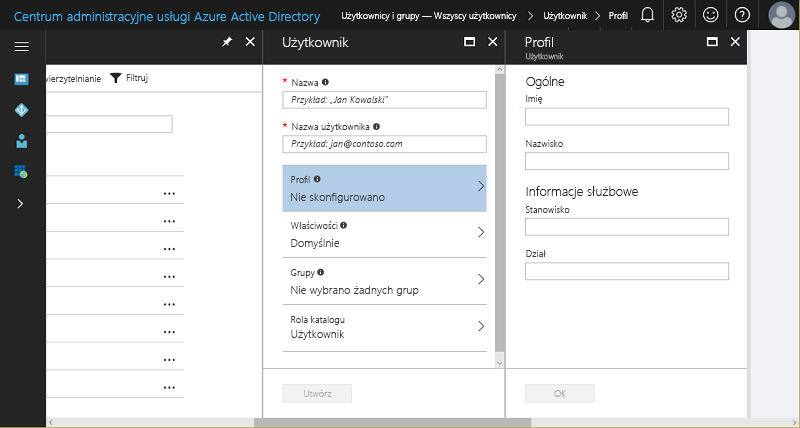 Centrum administracyjne usługi Azure Active Directory
Użytkownicy i grupy — Wszyscy użytkownicy > Użytkownik > Profil
wierzytelnianie Filtruj
Użytkownik
* Nazwa
Przykład: „Jan Kowalski”
* Nazwa użytkownika
Przykład: jan@contoso.com
Profil
Nie skonfigurowano
Właściwości
Domyślnie
Grupy
Nie wybrano żadnych grup
Rola katalogu
Użytkownik
Utwórz
Profil
Użytkownik
Ogólne
Imię
Nazwisko
Informacje służbowe
Stanowisko
Dział
OK